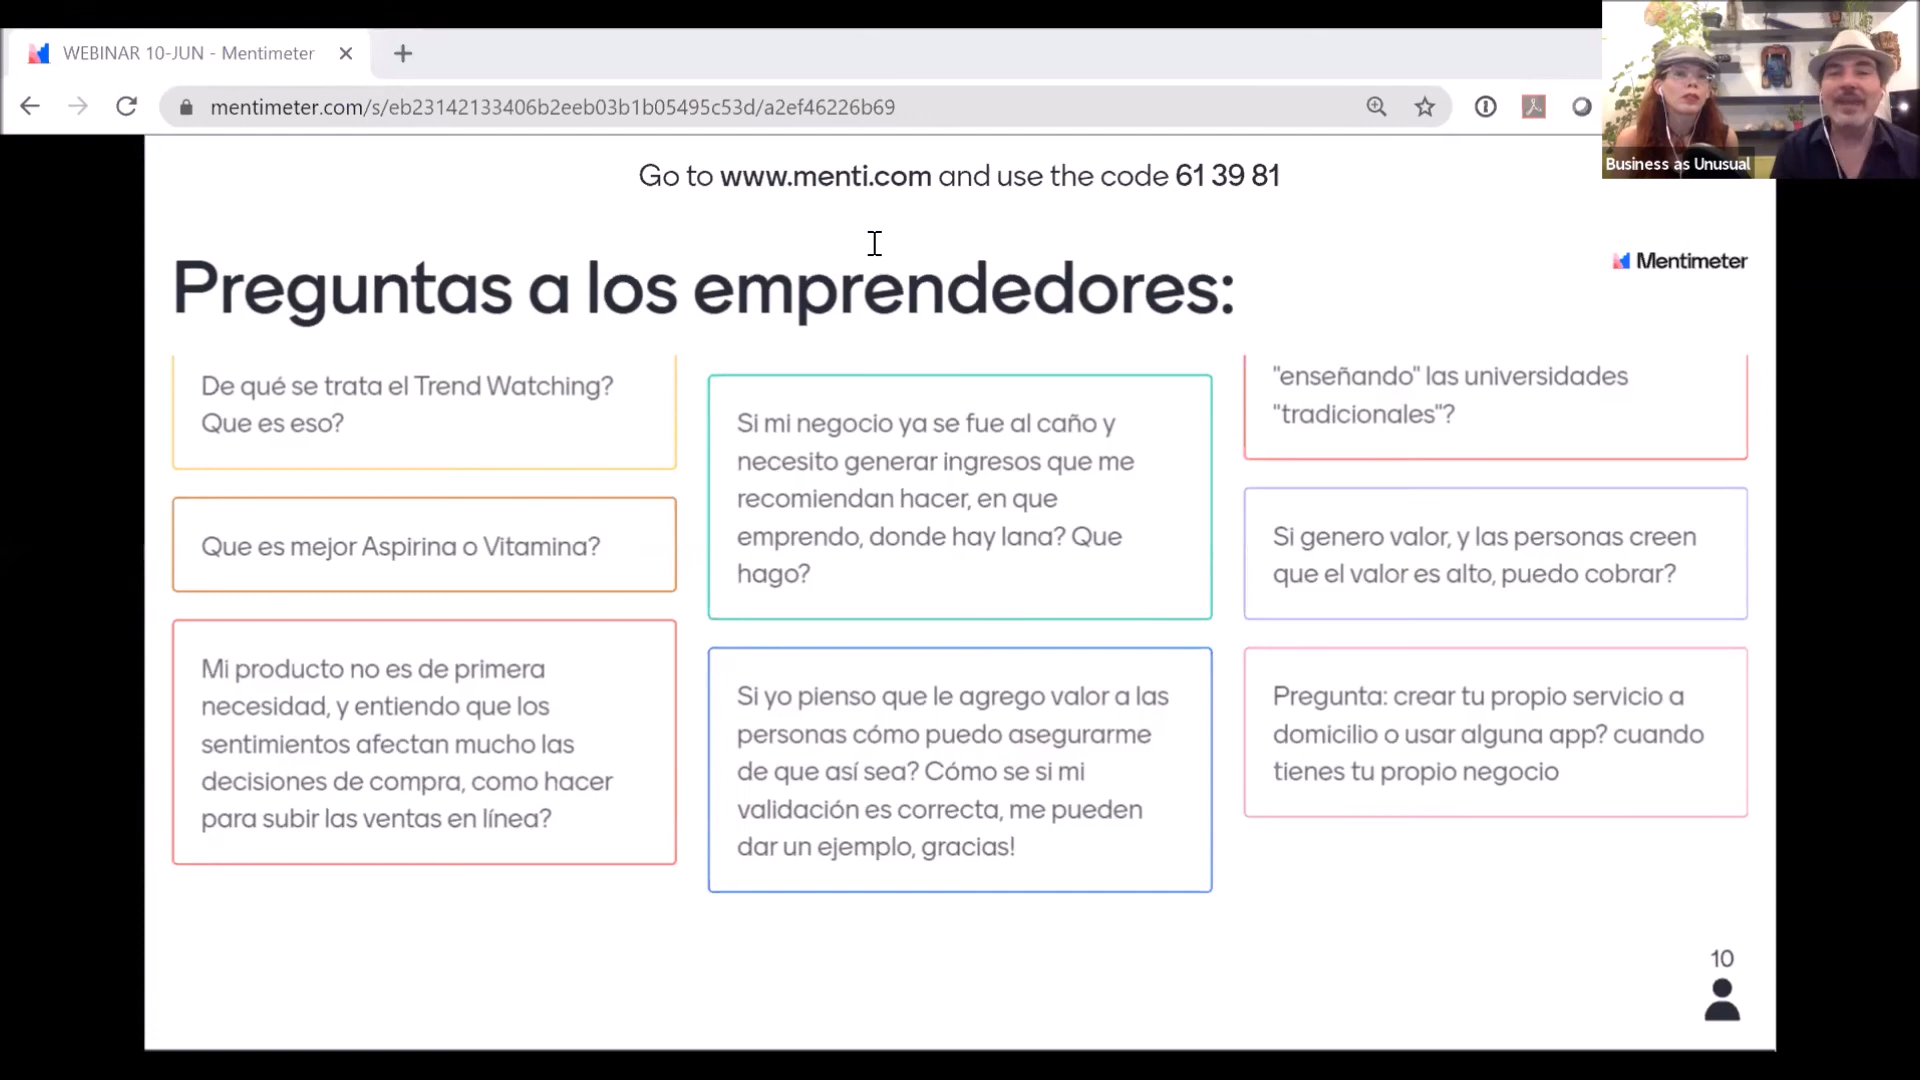 WEBINAR 10-JUN - Mentimeter
mentimeter.com/s/eb23142133406b2eeb03b1b05495c53d/a2ef46226b69
Business as Unusual
Go to www.menti.com and use the code 61 39 81
Mentimeter
Preguntas a los emprendedores:
De qué se trata el Trend Watching?
Que es eso?
Que es mejor Aspirina o Vitamina?
Mi producto no es de primera
necesidad, y entiendo que los
sentimientos afectan mucho las
decisiones de compra, como hacer
para subir las ventas en línea?
Si mi negocio ya se fue al caño y
necesito generar ingresos que me
recomiendan hacer, en que
emprendo, donde hay lana? Que
hago?
Si yo pienso que le agrego valor a las
personas cómo puedo asegurarme
de que así sea? Cómo se si mi
validación es correcta, me pueden
dar un ejemplo, gracias!
"enseñando" las universidades
"tradicionales"?
Si genero valor, y las personas creen
que el valor es alto, puedo cobrar?
Pregunta: crear tu propio servicio a
domicilio o usar alguna app? cuando
tienes tu propio negocio
10